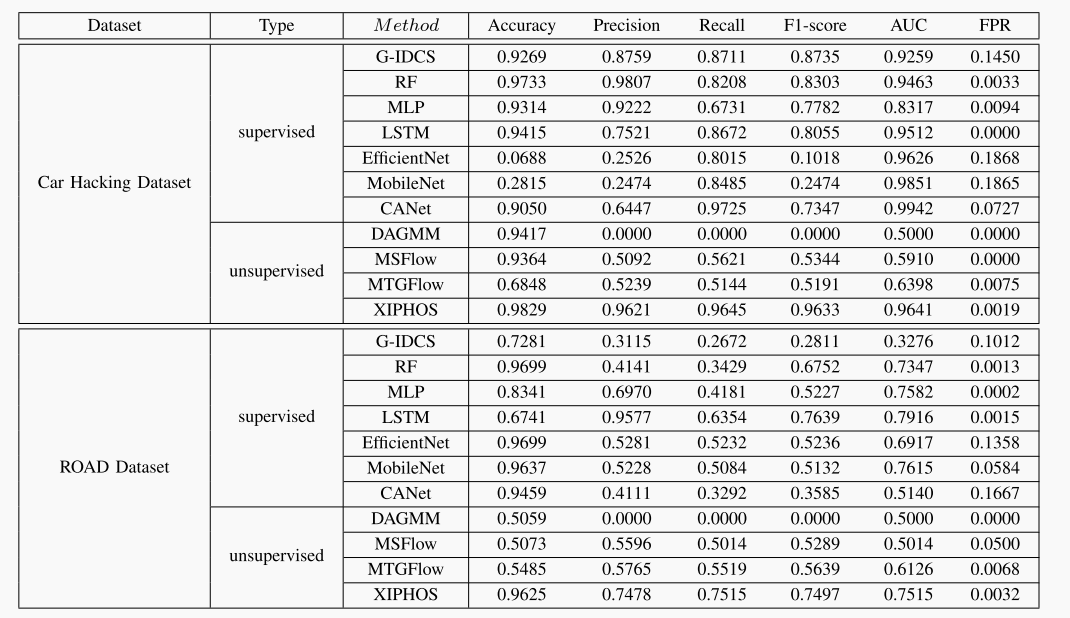 Dataset Type Method Accuracy Precision Recall F1-score AUC FPR
G-IDCS 0.9269 0.8759 0.8711 0.8735 0.9259 0.1450
RF 0.9733 0.9807 0.8208 0.8303 0.9463 0.0033
MLP 0.9314 0.9222 0.6731 0.7782 0.8317 0.0094
supervised LSTM 0.9415 0.7521 0.8672 0.8055 0.9512 0.0000
EfficientNet 0.0688 0.2526 0.8015 0.1018 0.9626 0.1868
Car Hacking Dataset MobileNet 0.2815 0.2474 0.8485 0.2474 0.9851 0.1865
CANet 0.9050 0.6447 0.9725 0.7347 0.9942 0.0727
DAGMM 0.9417 0.0000 0.0000 0.0000 0.5000 0.0000
MSFlow 0.9364 0.5092 0.5621 0.5344 0.5910 0.0000
unsupervised
MTGFlow 0.6848 0.5239 0.5144 0.5191 0.6398 0.0075
XIPHOS 0.9829 0.9621 0.9645 0.9633 0.9641 0.0019
G-IDCS 0.7281 0.3115 0.2672 0.2811 0.3276 0.1012
RF 0.9699 0.4141 0.3429 0.6752 0.7347 0.0013
MLP 0.8341 0.6970 0.4181 0.5227 0.7582 0.0002
supervised LSTM 0.6741 0.9577 0.6354 0.7639 0.7916 0.0015
EfficientNet 0.9699 0.5281 0.5232 0.5236 0.6917 0.1358
ROAD Dataset MobileNet 0.9637 0.5228 0.5084 0.5132 0.7615 0.0584
CANet 0.9459 0.4111 0.3292 0.3585 0.5140 0.1667
DAGMM 0.5059 0.0000 0.0000 0.0000 0.5000 0.0000
MSFlow 0.5073 0.5596 0.5014 0.5289 0.5014 0.0500
unsupervised
MTGFlow 0.5485 0.5765 0.5519 0.5639 0.6126 0.0068
XIPHOS 0.9625 0.7478 0.7515 0.7497 0.7515 0.0032